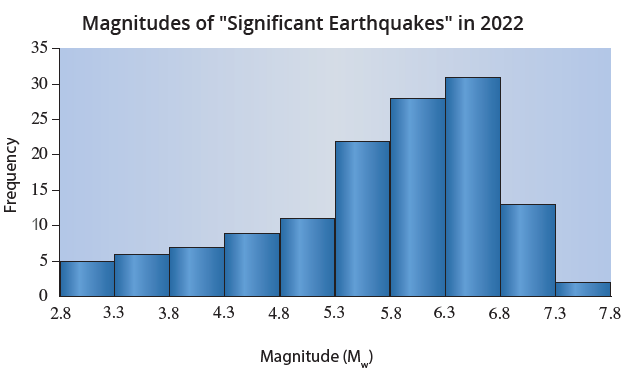 Magnitudes of "Significant Earthquakes" in 2022
35
30
25
20
15
10
5
0
Frequency
2.8 3.3 3.8 4.3 4.8 5.3 5.8 6.3 6.8 7.3 7.8
Magnitude (Mw)